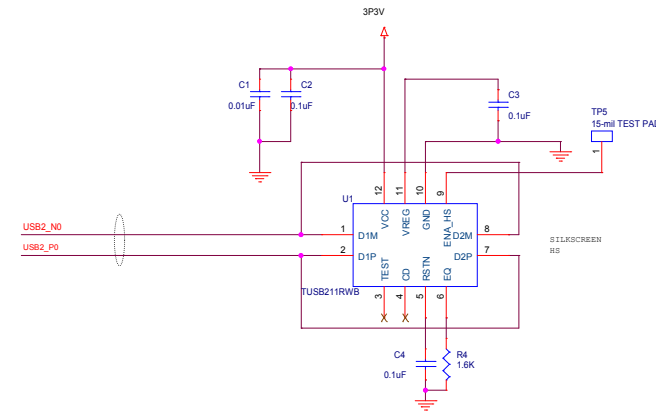 3P3V
C1
0.01uF
C2
0.1uF
C3
0.1uF
TP5
15-mil TEST PAD
1
U1
12
11
10
9
VCC
VREG
GND
ENA_HS
USB2_N0
1
D1M
D2M
8
USB2_P0
2
D1P
D2P
7
SILKSCREEN
HS
TEST
CD
RSTN
EQ
TUSB211RWB
3
4
5
6
C4
0.1uF
R4
1.6K